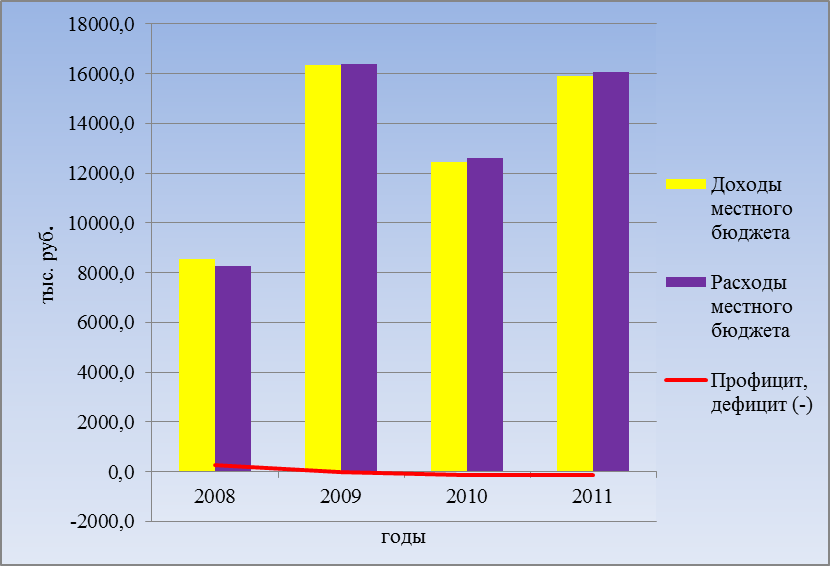 18000,0
16000,0
14000,0
12000,0
10000,0
8000,0
6000,0
4000,0
2000,0
0,0
-2000,0
тыс. руб.
2008 2009 2010 2011
годы
Доходы
местного
бюджета
Расходы
местного
бюджета
Профицит,
дефицит (-)